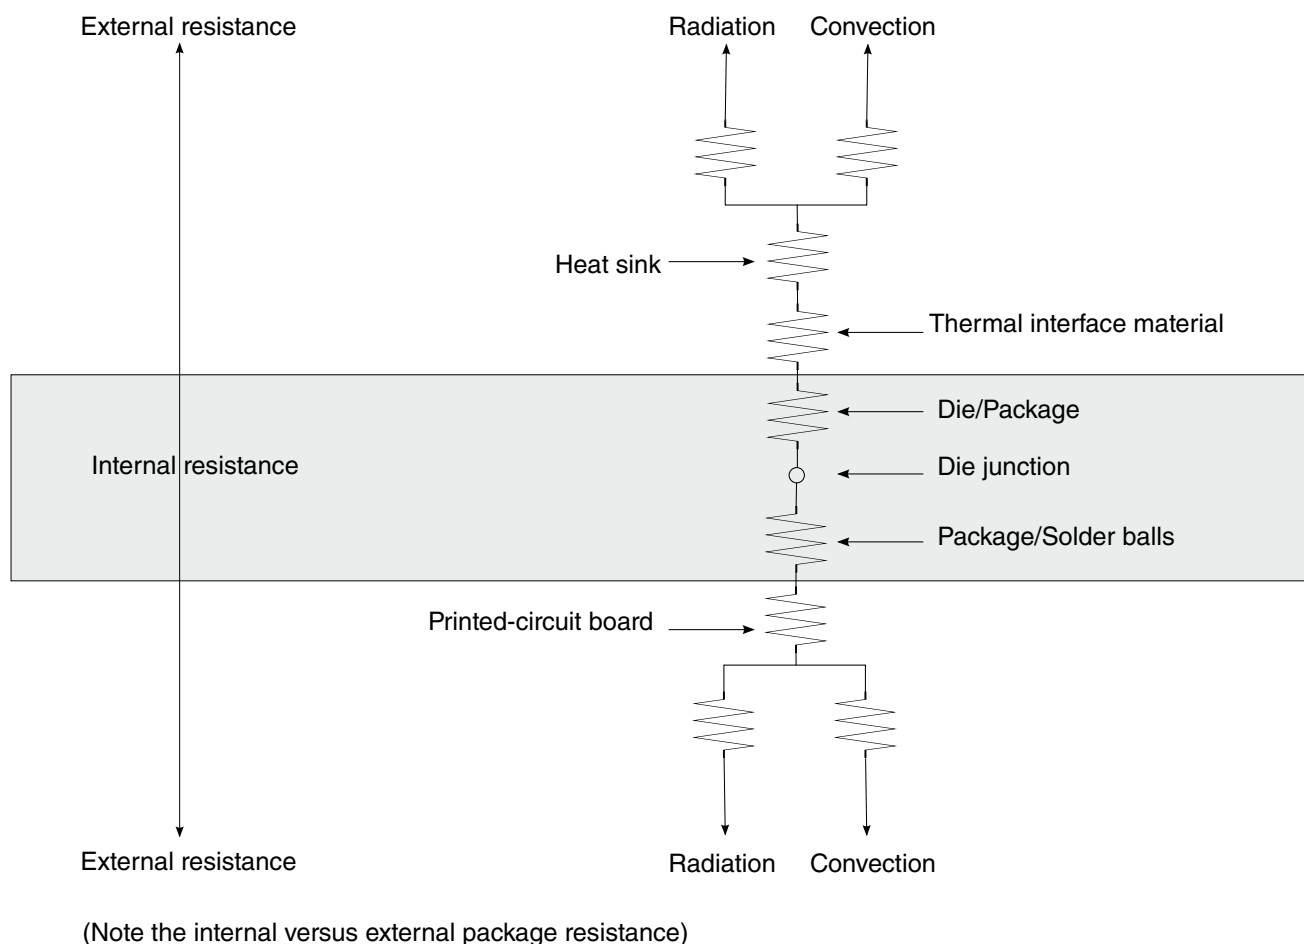 External resistance
Radiation Convection
Heat sink
Thermal interface material
Die/Package
Internal resistance
Die junction
Package/Solder balls
Printed-circuit board
External resistance
Radiation Convection
(Note the internal versus external package resistance)